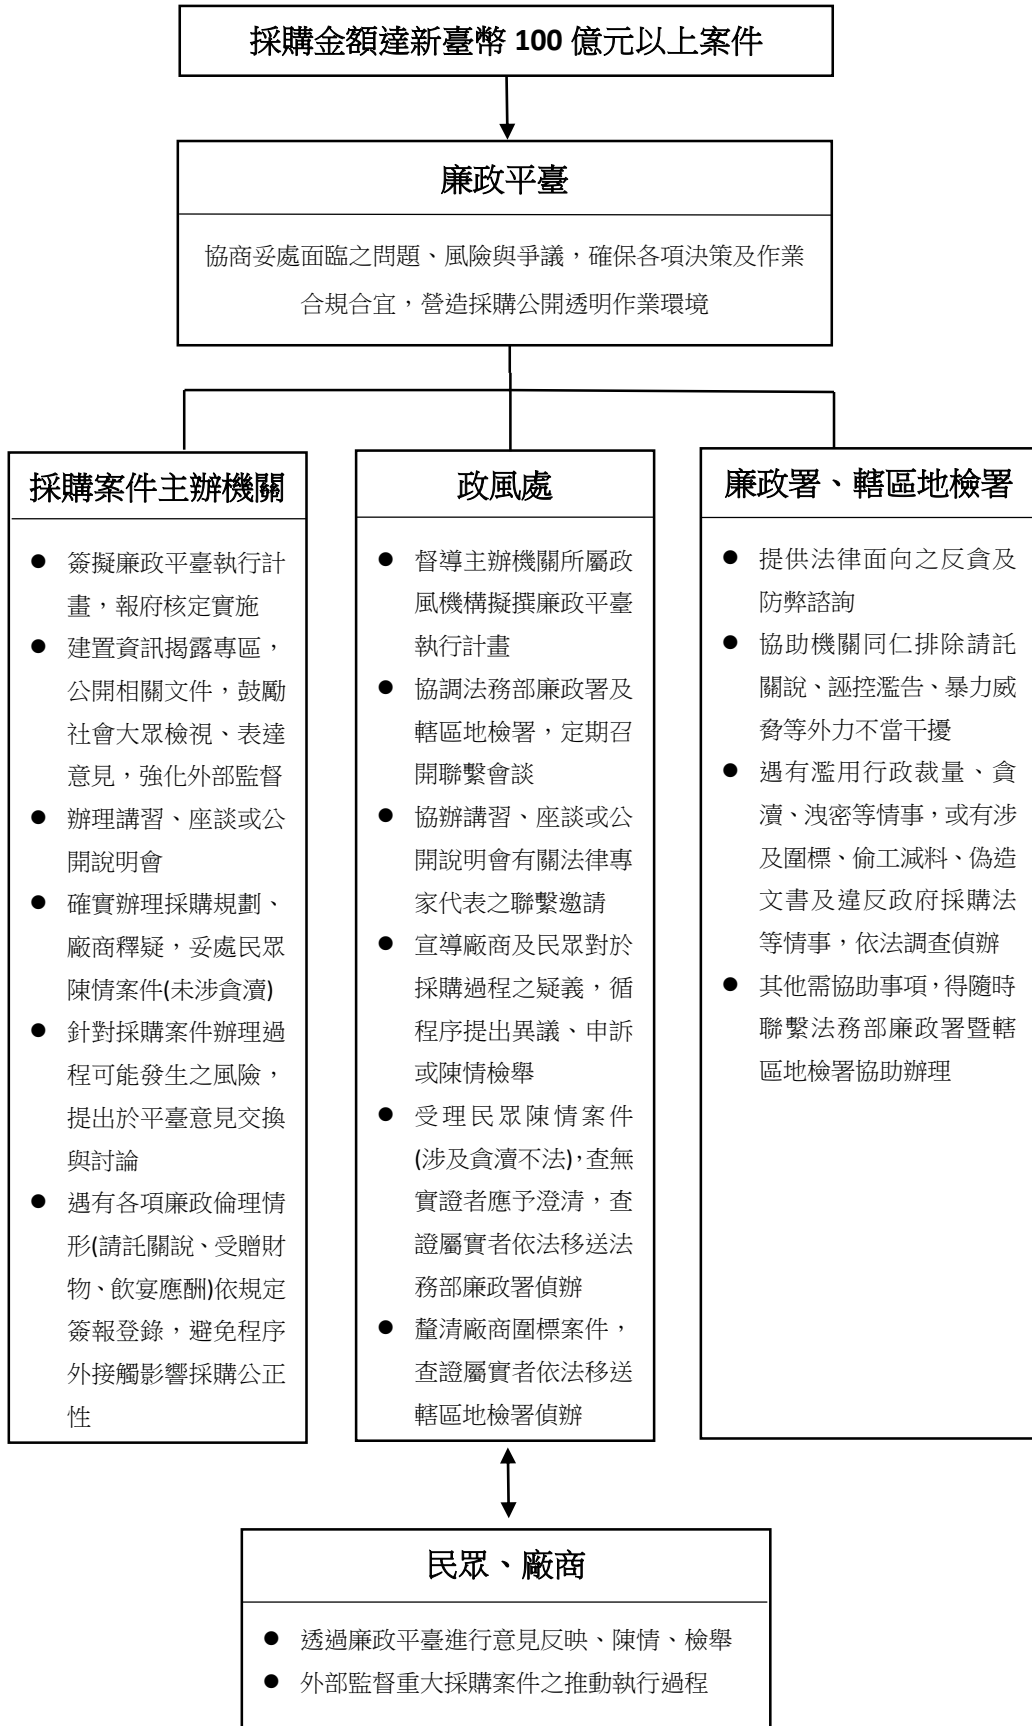 採購金額達新臺幣 100 億元以上案件
廉政平臺
協商妥處面臨之問題、風險與爭議，確保各項決策及作業
合規合宜，營造採購公開透明作業環境
採購案件主辦機關
● 簽擬廉政平臺執行計
畫，報府核定實施
● 建置資訊揭露專區，
公開相關文件，鼓勵
社會大眾檢視、表達
意見，強化外部監督
● 辦理講習、座談或公
開說明會
● 確實辦理採購規劃、
廠商釋疑，妥處民眾
陳情案件(未涉貪瀆)
● 針對採購案件辦理過
程可能發生之風險，
提出於平臺意見交換
與討論
● 遇有各項廉政倫理情
形(請託關說、受贈財
物、飲宴應酬)依規定
簽報登錄，避免程序
外接觸影響採購公正
性
政風處
● 督導主辦機關所屬政
風機構擬撰廉政平臺
執行計畫
● 協調法務部廉政署及
轄區地檢署，定期召
開聯繫會談
● 協辦講習、座談或公
開說明會有關法律專
家代表之聯繫邀請
● 宣導廠商及民眾對於
採購過程之疑義，循
程序提出異議、申訴
或陳情檢舉
● 受理民眾陳情案件
(涉及貪瀆不法)，查無
實證者應予澄清，查
證屬實者依法移送法
務部廉政署偵辦
● 釐清廠商圍標案件，
查證屬實者依法移送
轄區地檢署偵辦
廉政署、轄區地檢署
● 提供法律面向之反貪及
防弊諮詢
● 協助機關同仁排除請託
關說、誣控濫告、暴力威
脅等外力不當干擾
● 遇有濫用行政裁量、貪
瀆、洩密等情事，或有涉
及圍標、偷工減料、偽造
文書及違反政府採購法
等情事，依法調查偵辦
● 其他需協助事項，得隨時
聯繫法務部廉政署暨轄
區地檢署協助辦理
民眾、廠商
● 透過廉政平臺進行意見反映、陳情、檢舉
● 外部監督重大採購案件之推動執行過程